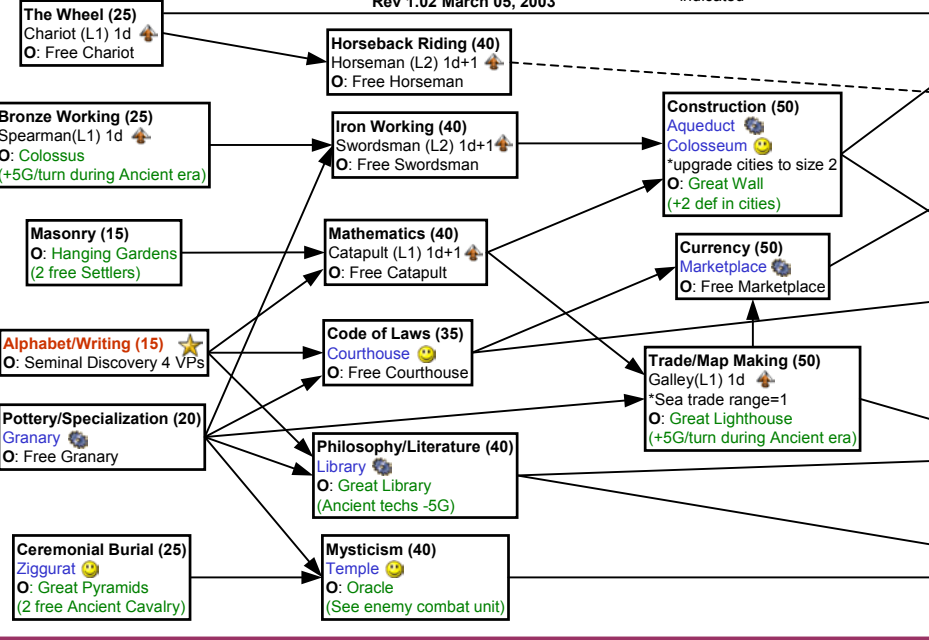 Rev 1.02 March 05, 2003
indicated
The Wheel (25)
Chariot (L1) 1d
O: Free Chariot
Horseback Riding (40)
Horseman (L2) 1d+1
O: Free Horseman
Bronze Working (25)
Spearman(L1) 1d
O: Colossus
(+5G/turn during Ancient era)
Iron Working (40)
Swordsman (L2) 1d+1
O: Free Swordsman
Construction (50)
Aqueduct
Colosseum
*upgrade cities to size 2
O: Great Wall
(+2 def in cities)
Masonry (15)
O: Hanging Gardens
(2 free Settlers)
Mathematics (40)
Catapult (L1) 1d+1
O: Free Catapult
Currency (50)
Marketplace
O: Free Marketplace
Alphabet/Writing (15)
O: Seminal Discovery 4 VPs
Code of Laws (35)
Courthouse
O: Free Courthouse
Trade/Map Making (50)
Galley(L1) 1d
*Sea trade range=1
O: Great Lighthouse
(+5G/turn during Ancient era)
Pottery/Specialization (20)
Granary
O: Free Granary
Philosophy/Literature (40)
Library
O: Great Library
(Ancient techs -5G)
Ceremonial Burial (25)
Ziggurat
O: Great Pyramids
(2 free Ancient Cavalry)
Mysticism (40)
Temple
O: Oracle
(See enemy combat unit)